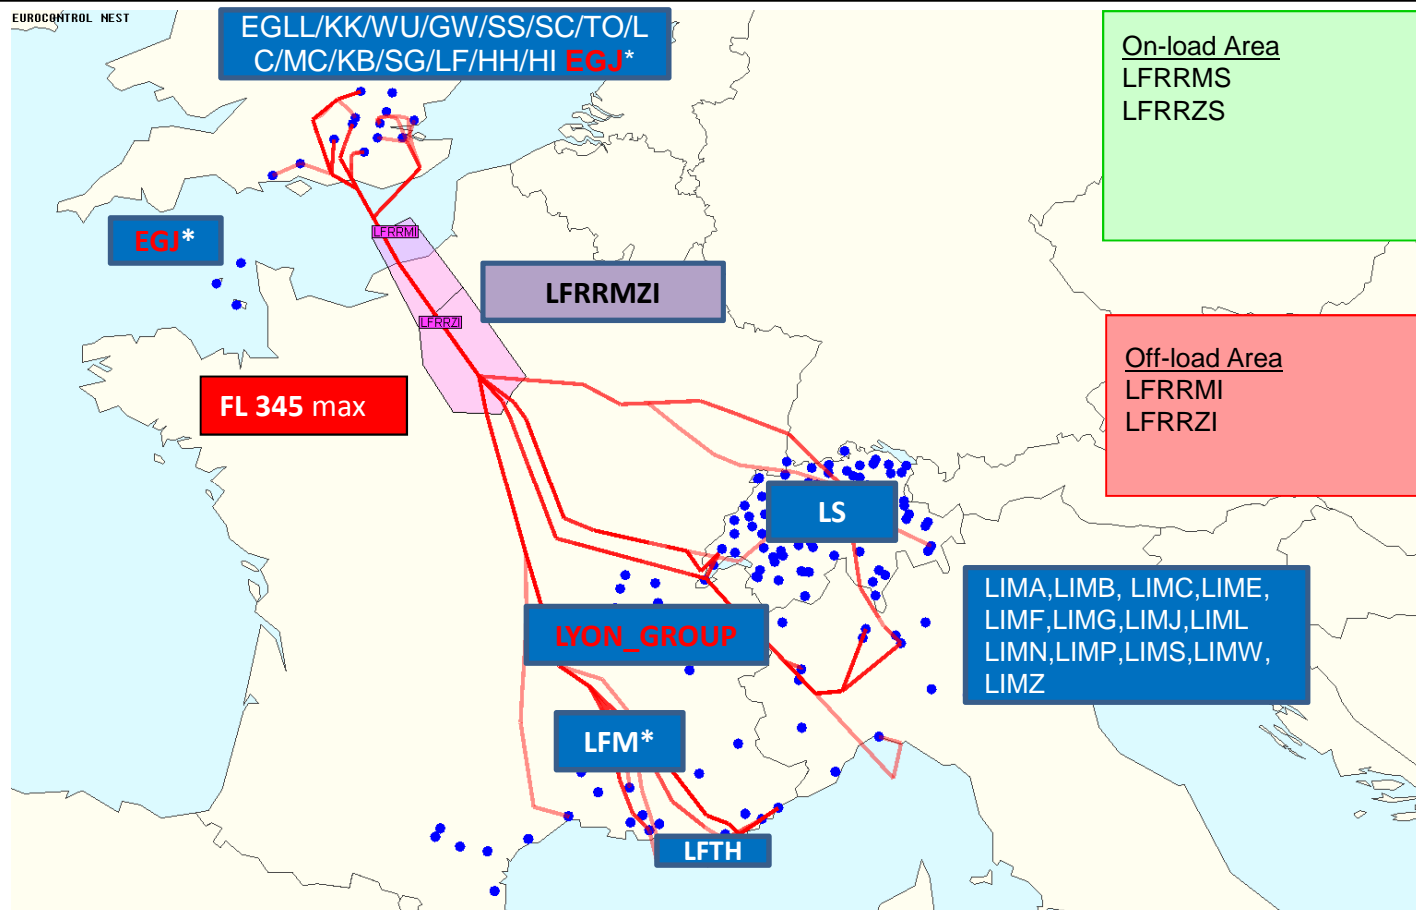 EUROCONTROL NEST
EGLL/KK/WU/GW/SS/SC/TO/L
C/MC/KB/SG/LF/HH/HI EGJ*
On-load Area
LFRRMS
LFRRZS
EGJ*
LFRRMI
LFRRMZI
LFRRZI
Off-load Area
LFRRMI
LFRRZI
FL 345 max
LS
LIMA,LIMB, LIMC,LIME,
LIMF,LIMG,LIMJ,LIML
LIMN,LIMP,LIMS,LIMW,
LIMZ
LYON_GROUP
LFM*
LFTH